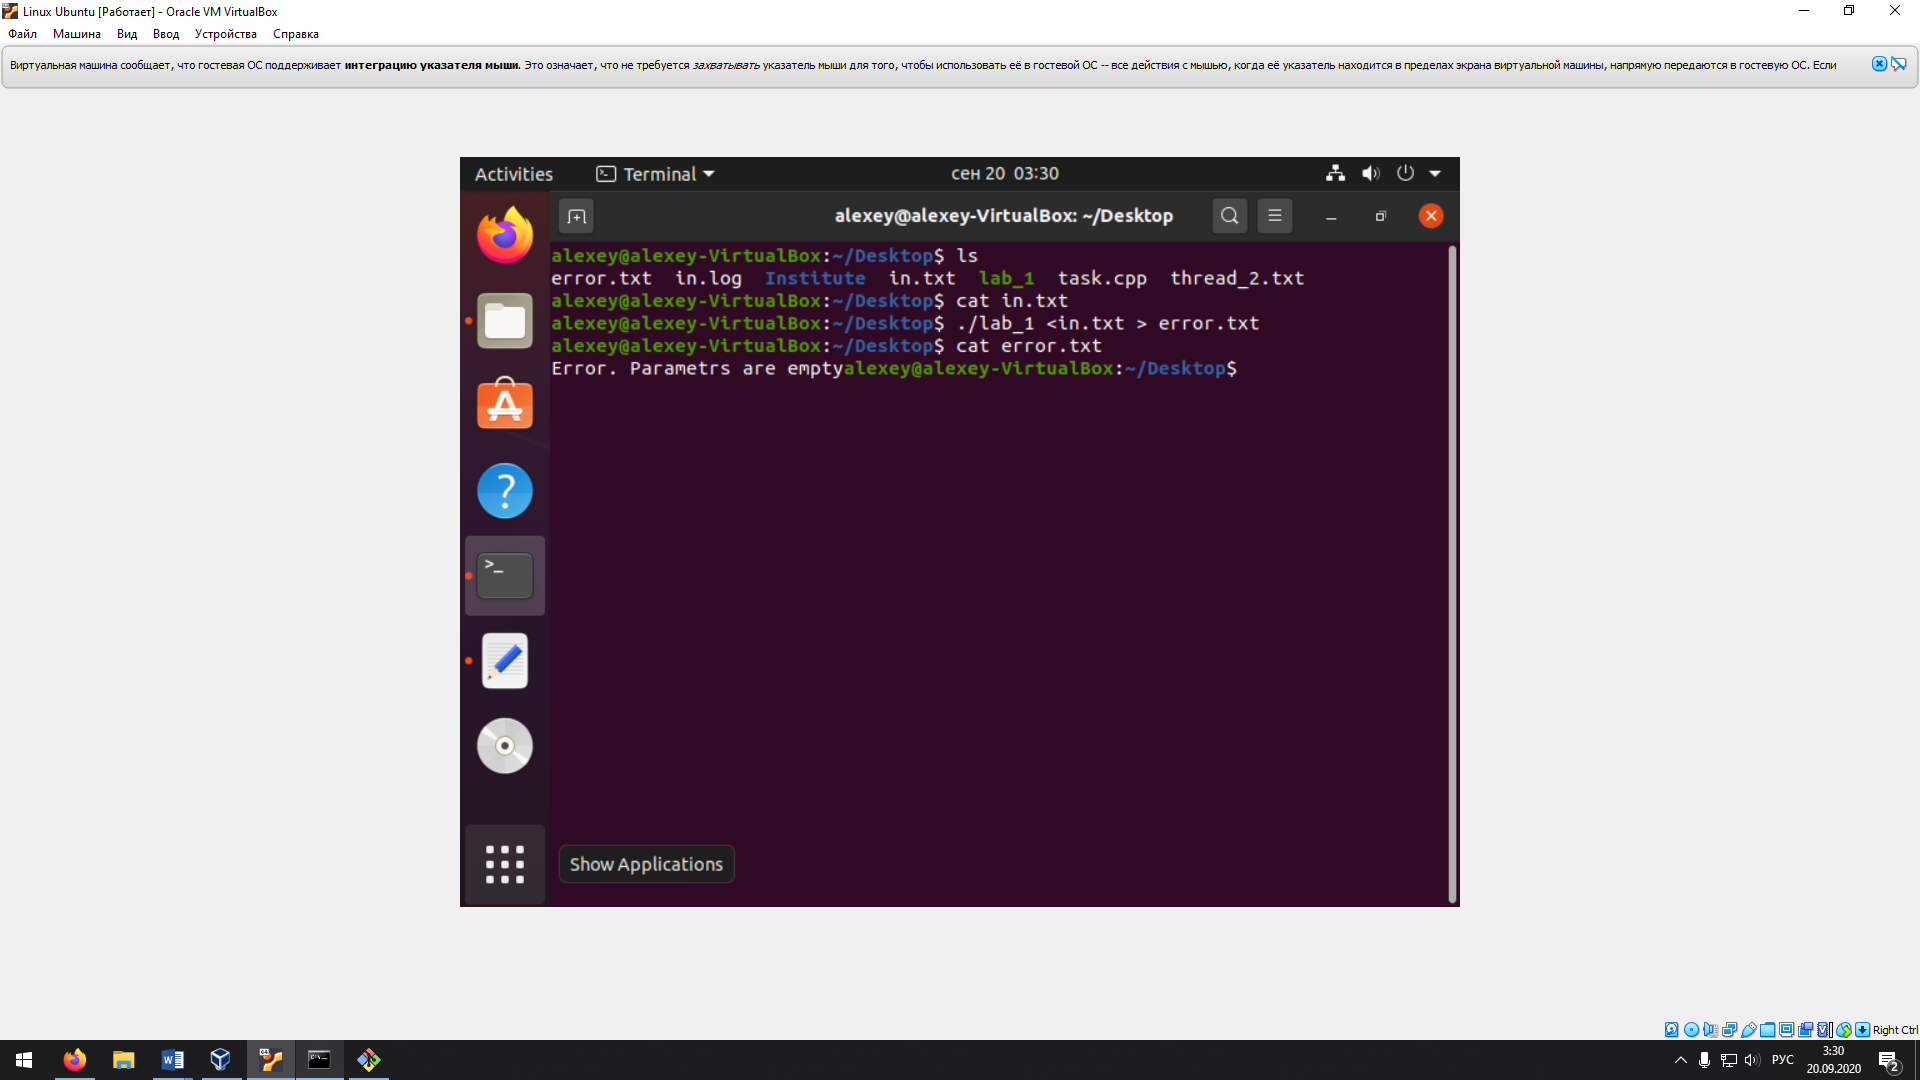 Linux Ubuntu [Работает] - Oracle VM VirtualBox
Файл Машина Вид Ввод Устройства Справка
Виртуальная машина сообщает, что гостевая ОС поддерживает интеграцию указателя мыши. Это означает, что не требуется захватывать указатель мыши для того, чтобы использовать её в гостевой ОС -- все действия с мышью, когда её указатель находится в пределах экрана виртуальной машины, напрямую передаются в гостевую ОС. Если
Activities Terminal сен 20 03:30
alexey@alexey-VirtualBox: ~/Desktop
alexey@alexey-VirtualBox:~/Desktop$ ls
error.txt in.log Institute in.txt lab_1 task.cpp thread_2.txt
alexey@alexey-VirtualBox:~/Desktop$ cat in.txt
alexey@alexey-VirtualBox:~/Desktop$ ./lab_1 <in.txt > error.txt
alexey@alexey-VirtualBox:~/Desktop$ cat error.txt
Error. Parametrs are emptyalexey@alexey-VirtualBox:~/Desktop$
Show Applications
Right Ctrl
РУС
3:30
20.09.2020
2